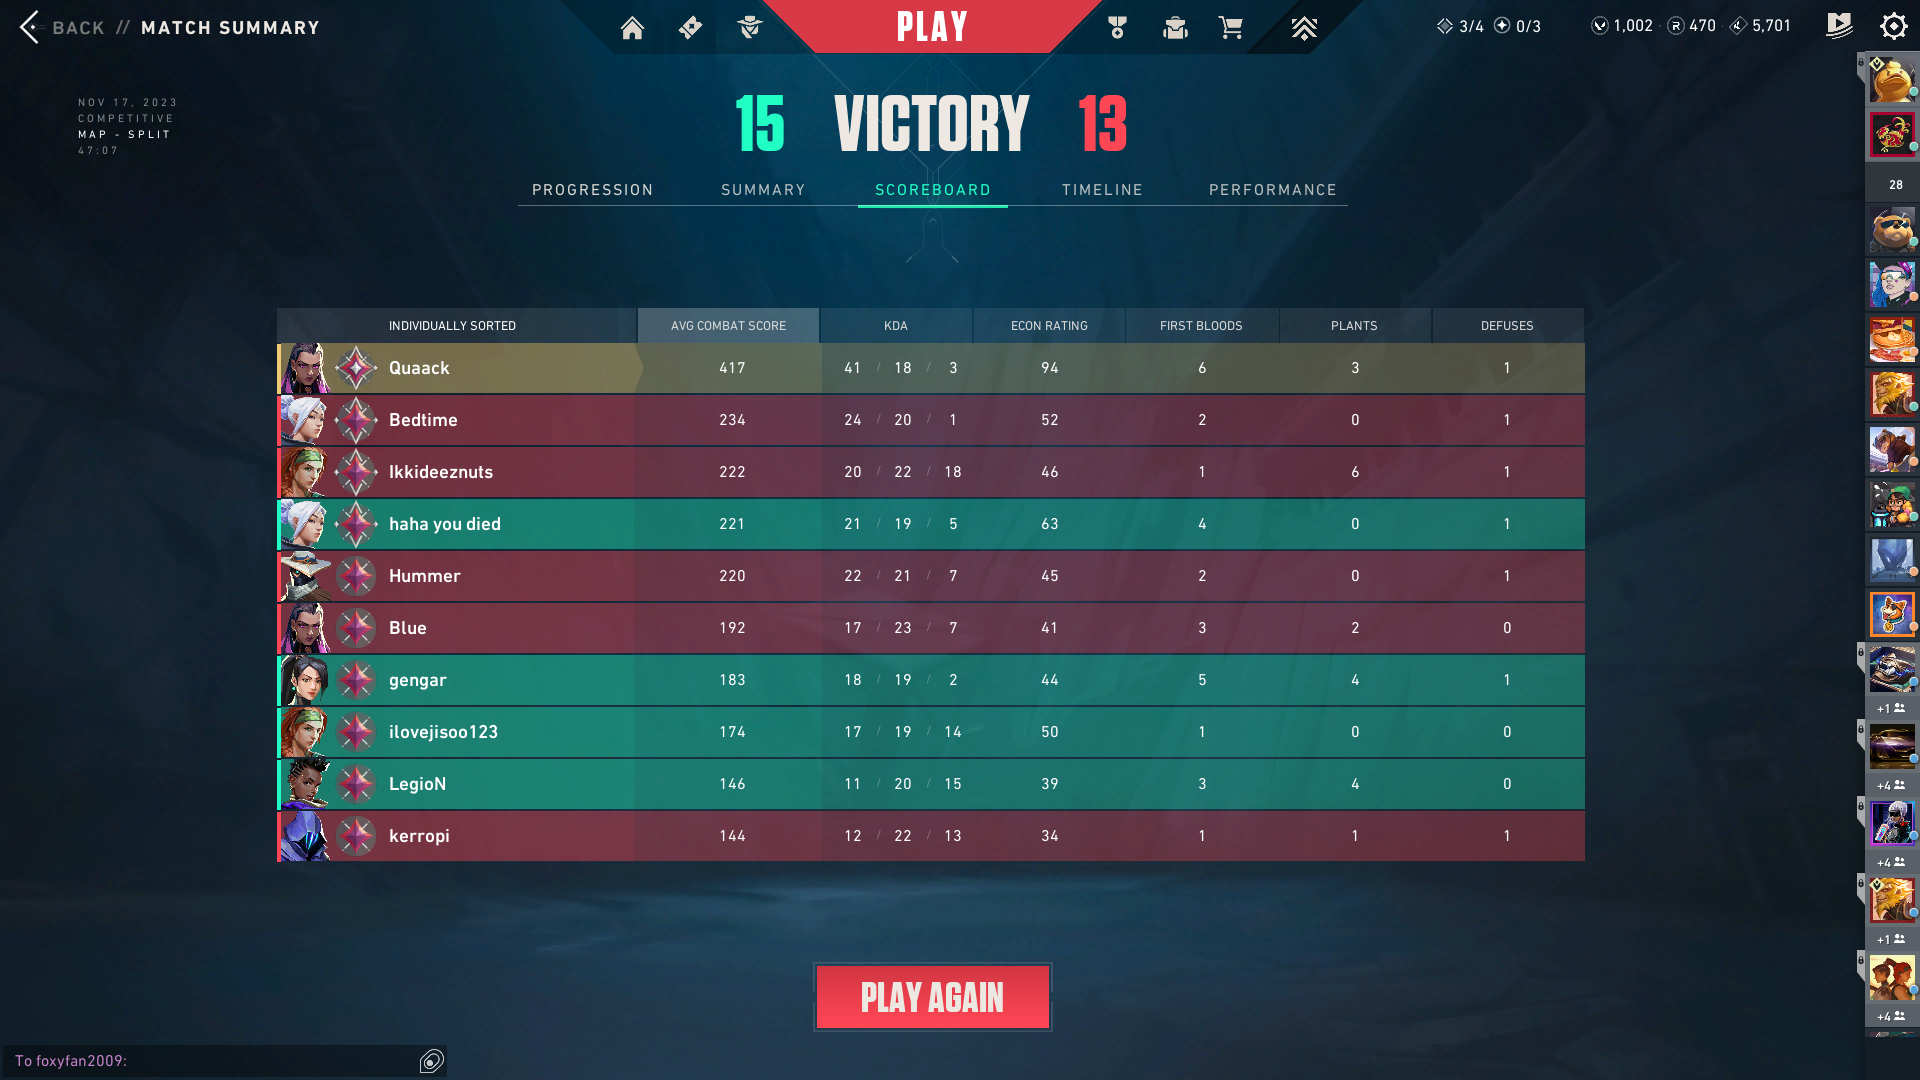 BACK // MATCH SUMMARY
PLAY
3/4 0/3 1,002 470 5,701
NOV 17, 2023
COMPETITIVE
MAP - SPLIT
47:07
15 VICTORY 13
PROGRESSION SUMMARY SCOREBOARD TIMELINE PERFORMANCE
28
INDIVIDUALLY SORTED AVG COMBAT SCORE KDA ECON RATING FIRST BLOODS PLANTS DEFUSES
Quaack 417 41 / 18 / 3 94 6 3 1
Bedtime 234 24 / 20 / 1 52 2 0 1
Ikkideeznuts 222 20 / 22 / 18 46 1 6 1
haha you died 221 21 / 19 / 5 63 4 0 1
Hummer 220 22 / 21 / 7 45 2 0 1
Blue 192 17 / 23 / 7 41 3 2 0
gengar 183 18 / 19 / 2 44 5 4 1
ilovejisoo123 174 17 / 19 / 14 50 1 0 0
LegioN 146 11 / 20 / 15 39 3 4 0
kerropi 144 12 / 22 / 13 34 1 1 1
+1
+4
+4
+1
+4
PLAY AGAIN
To foxyfan2009: